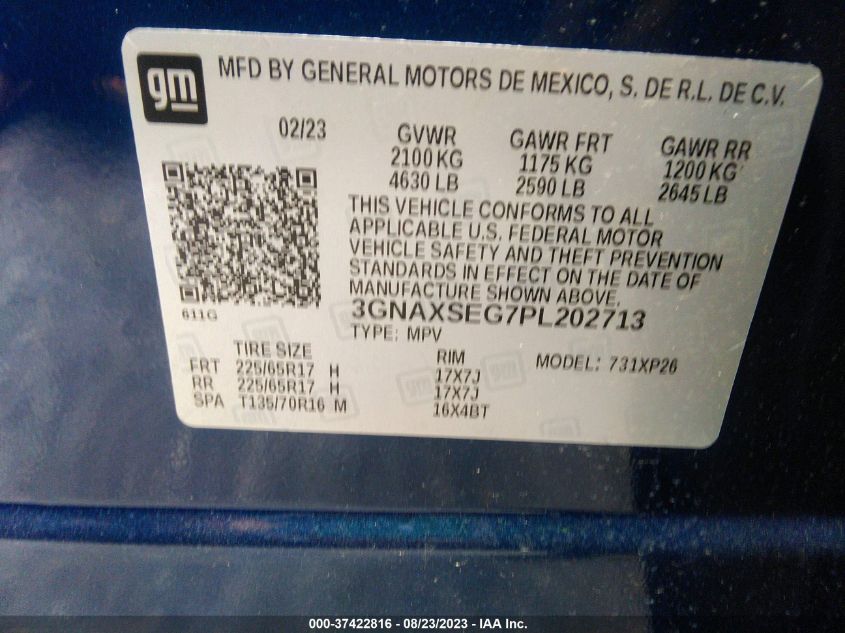 gm
MFD BY GENERAL MOTORS DE MEXICO, S. DE R.L. DE C.V.
02/23 GVWR GAWR FRT GAWR RR
2100 KG 1175 KG 1200 KG
4630 LB 2590 LB 2645 LB
THIS VEHICLE CONFORMS TO ALL
APPLICABLE U.S. FEDERAL MOTOR
VEHICLE SAFETY AND THEFT PREVENTION
STANDARDS IN EFFECT ON THE DATE OF
MANUFACTURE SHOWN ABOVE.
611G 3GNAXSEG7PL202713
TYPE: MPV
TIRE SIZE RIM MODEL: 731XP26
FRT 225/65R17 H 17X7J
RR 225/65R17 H 17X7J
SPA T135/70R16 M 16X4BT
000-37422816 - 08/23/2023 - IAA Inc.